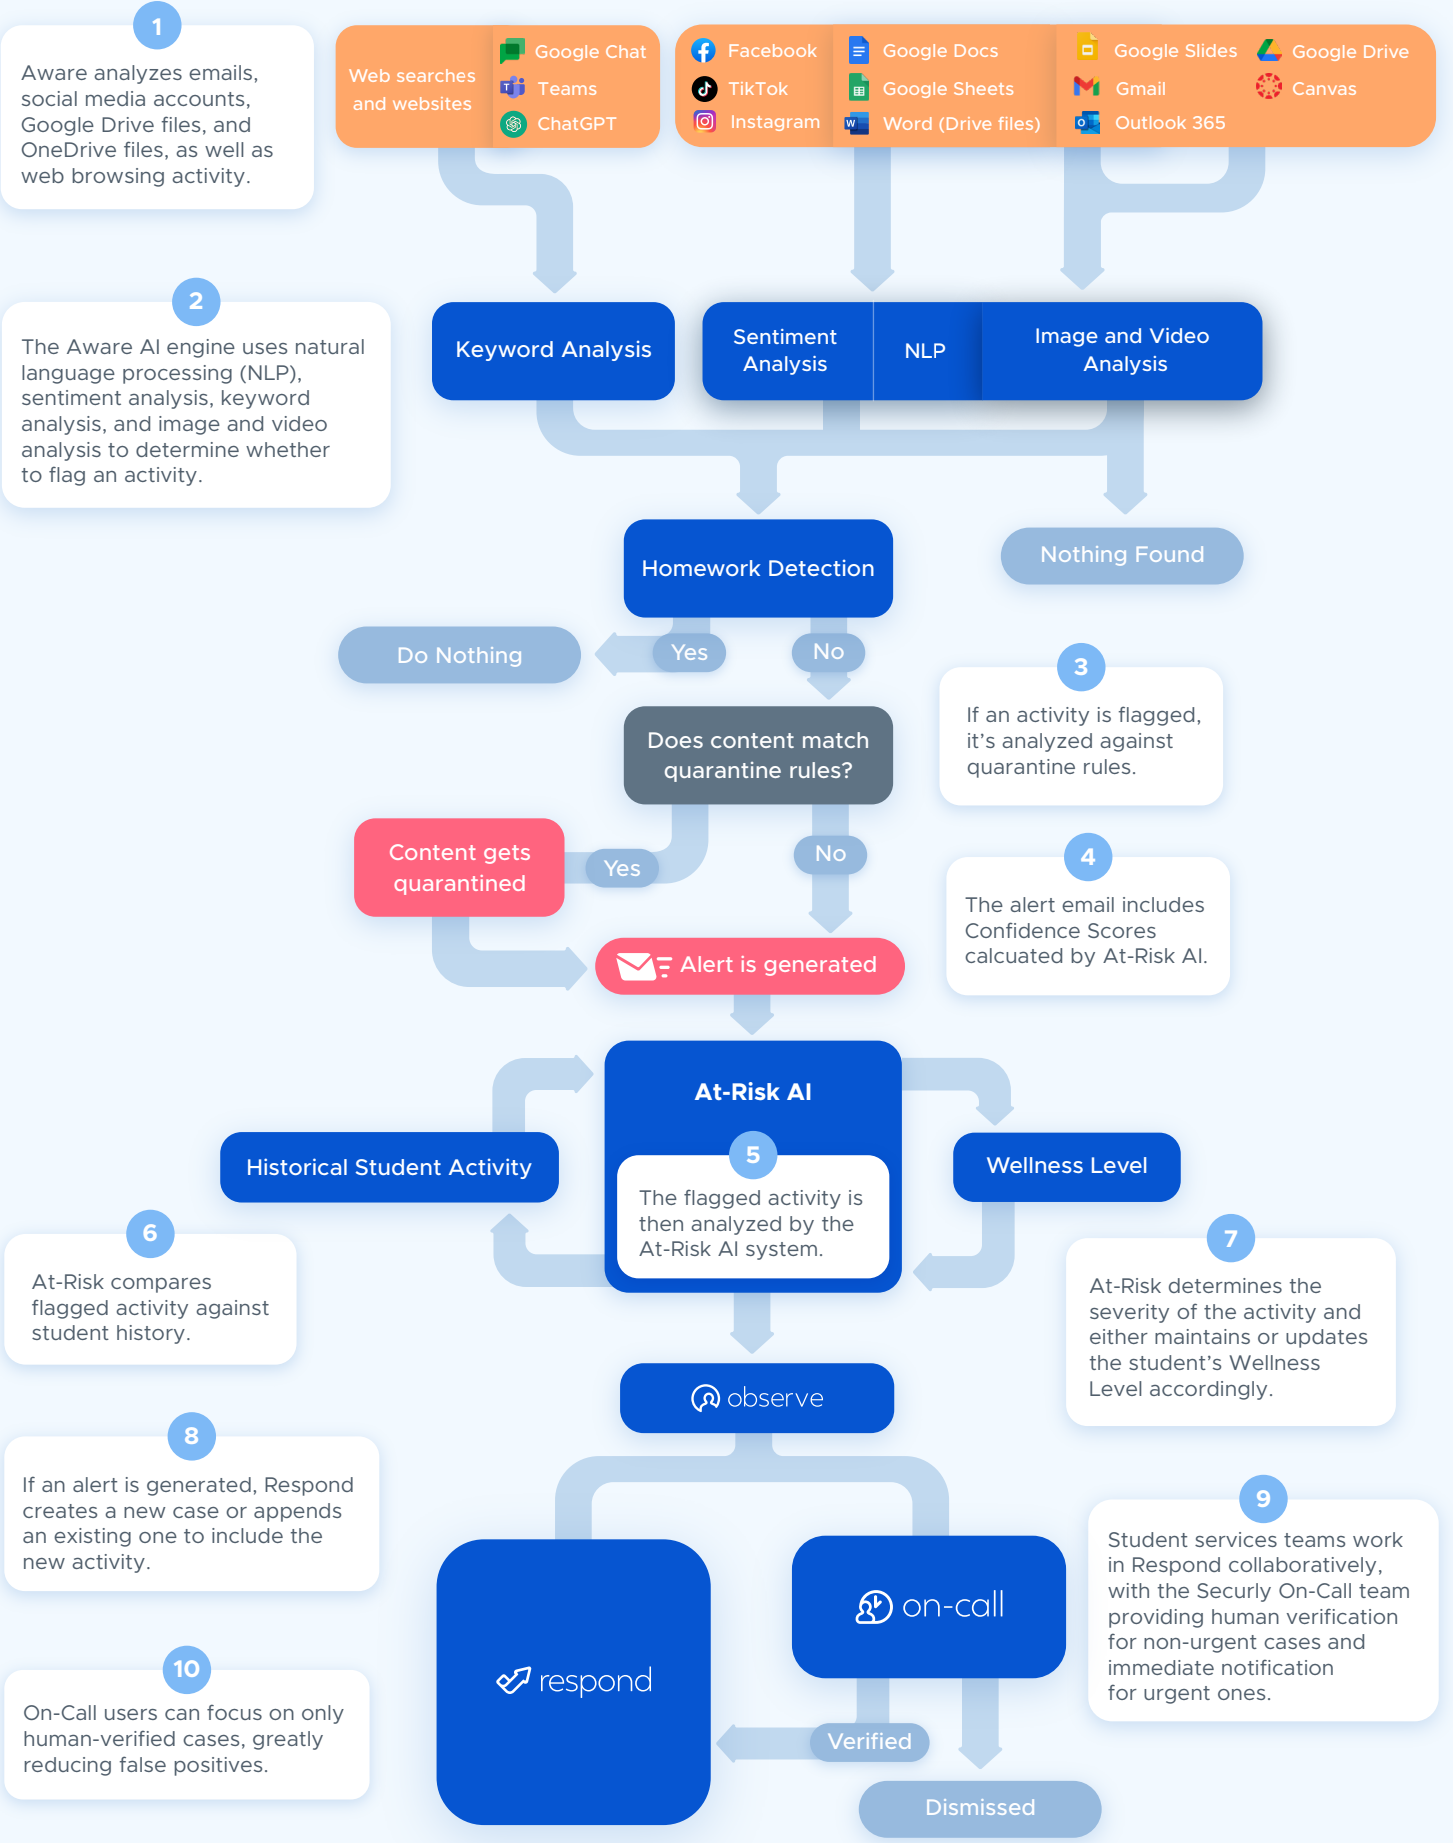 1
Aware analyzes emails,
social media accounts,
Google Drive files, and
OneDrive files, as well as
web browsing activity.
Web searches
and websites
Google Chat
Teams
ChatGPT
Facebook
TikTok
Instagram
Google Docs
Google Sheets
Word (Drive files)
Google Slides
Gmail
Outlook 365
Google Drive
Canvas
2
The Aware AI engine uses natural
language processing (NLP),
sentiment analysis, keyword
analysis, and image and video
analysis to determine whether
to flag an activity.
Keyword Analysis
Sentiment
Analysis
NLP
Image and Video
Analysis
Homework Detection
Nothing Found
Do Nothing
Yes
No
3
If an activity is flagged,
it's analyzed against
quarantine rules.
Does content match
quarantine rules?
Content gets
quarantined
Yes
No
4
The alert email includes
Confidence Scores
calcuated by At-Risk AI.
Alert is generated
At-Risk AI
5
The flagged activity is
then analyzed by the
At-Risk AI system.
Historical Student Activity
Wellness Level
6
At-Risk compares
flagged activity against
student history.
7
At-Risk determines the
severity of the activity and
either maintains or updates
the student's Wellness
Level accordingly.
observe
8
If an alert is generated, Respond
creates a new case or appends
an existing one to include the
new activity.
9
Student services teams work
in Respond collaboratively,
with the Securly On-Call team
providing human verification
for non-urgent cases and
immediate notification
for urgent ones.
on-call
respond
10
On-Call users can focus on only
human-verified cases, greatly
reducing false positives.
Verified
Dismissed